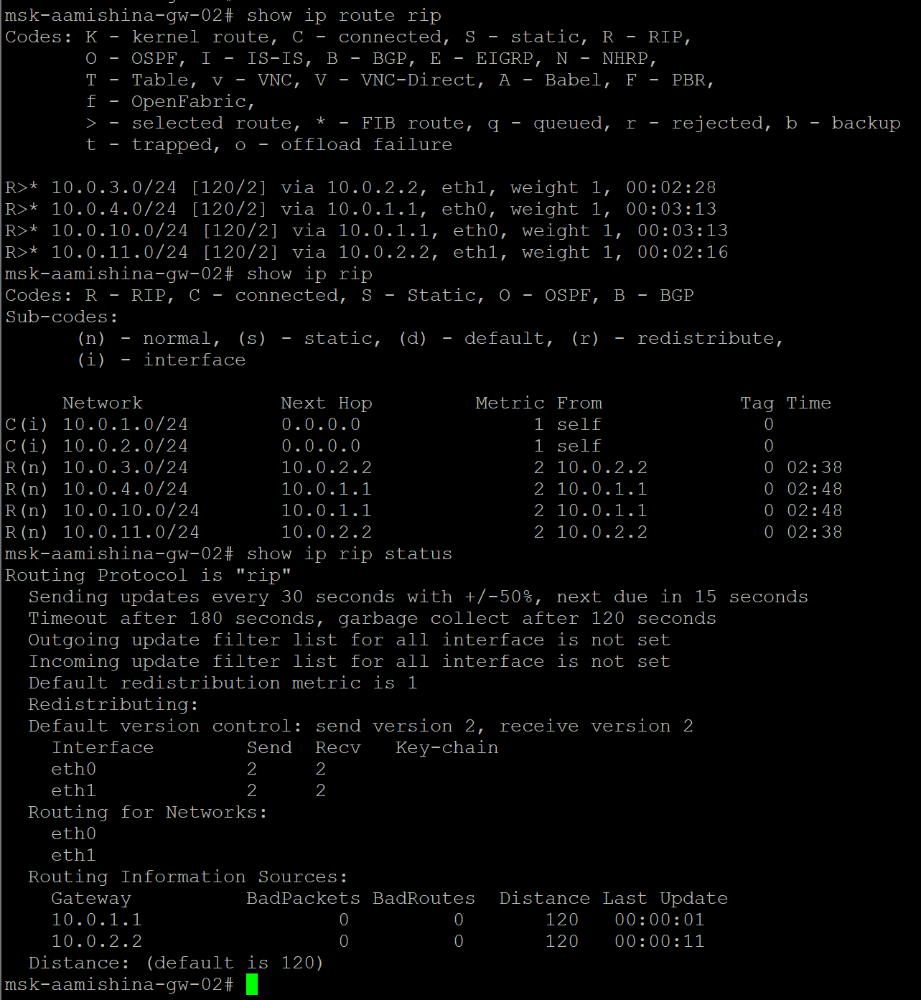 msk-aamishina-gw-02# show ip route rip
Codes: K - kernel route, C - connected, S - static, R - RIP,
       O - OSPF, I - IS-IS, B - BGP, E - EIGRP, N - NHRP,
       T - Table, v - VNC, V - VNC-Direct, A - Babel, F - PBR,
       f - OpenFabric,
       > - selected route, * - FIB route, q - queued, r - rejected, b - backup
       t - trapped, o - offload failure

R>* 10.0.3.0/24 [120/2] via 10.0.2.2, eth1, weight 1, 00:02:28
R>* 10.0.4.0/24 [120/2] via 10.0.1.1, eth0, weight 1, 00:03:13
R>* 10.0.10.0/24 [120/2] via 10.0.1.1, eth0, weight 1, 00:03:13
R>* 10.0.11.0/24 [120/2] via 10.0.2.2, eth1, weight 1, 00:02:16
msk-aamishina-gw-02# show ip rip
Codes: R - RIP, C - connected, S - Static, O - OSPF, B - BGP
Sub-codes:
      (n) - normal, (s) - static, (d) - default, (r) - redistribute,
      (i) - interface

     Network            Next Hop         Metric From            Tag Time
C(i) 10.0.1.0/24        0.0.0.0               1 self              0
C(i) 10.0.2.0/24        0.0.0.0               1 self              0
R(n) 10.0.3.0/24        10.0.2.2              2 10.0.2.2          0 02:38
R(n) 10.0.4.0/24        10.0.1.1              2 10.0.1.1          0 02:48
R(n) 10.0.10.0/24       10.0.1.1              2 10.0.1.1          0 02:48
R(n) 10.0.11.0/24       10.0.2.2              2 10.0.2.2          0 02:38
msk-aamishina-gw-02# show ip rip status
Routing Protocol is "rip"
  Sending updates every 30 seconds with +/-50%, next due in 15 seconds
  Timeout after 180 seconds, garbage collect after 120 seconds
  Outgoing update filter list for all interface is not set
  Incoming update filter list for all interface is not set
  Default redistribution metric is 1
  Redistributing:
  Default version control: send version 2, receive version 2
    Interface        Send  Recv   Key-chain
    eth0             2     2
    eth1             2     2
  Routing for Networks:
    eth0
    eth1
  Routing Information Sources:
    Gateway          BadPackets BadRoutes  Distance Last Update
    10.0.1.1                 0         0       120   00:00:01
    10.0.2.2                 0         0       120   00:00:11
  Distance: (default is 120)
msk-aamishina-gw-02#